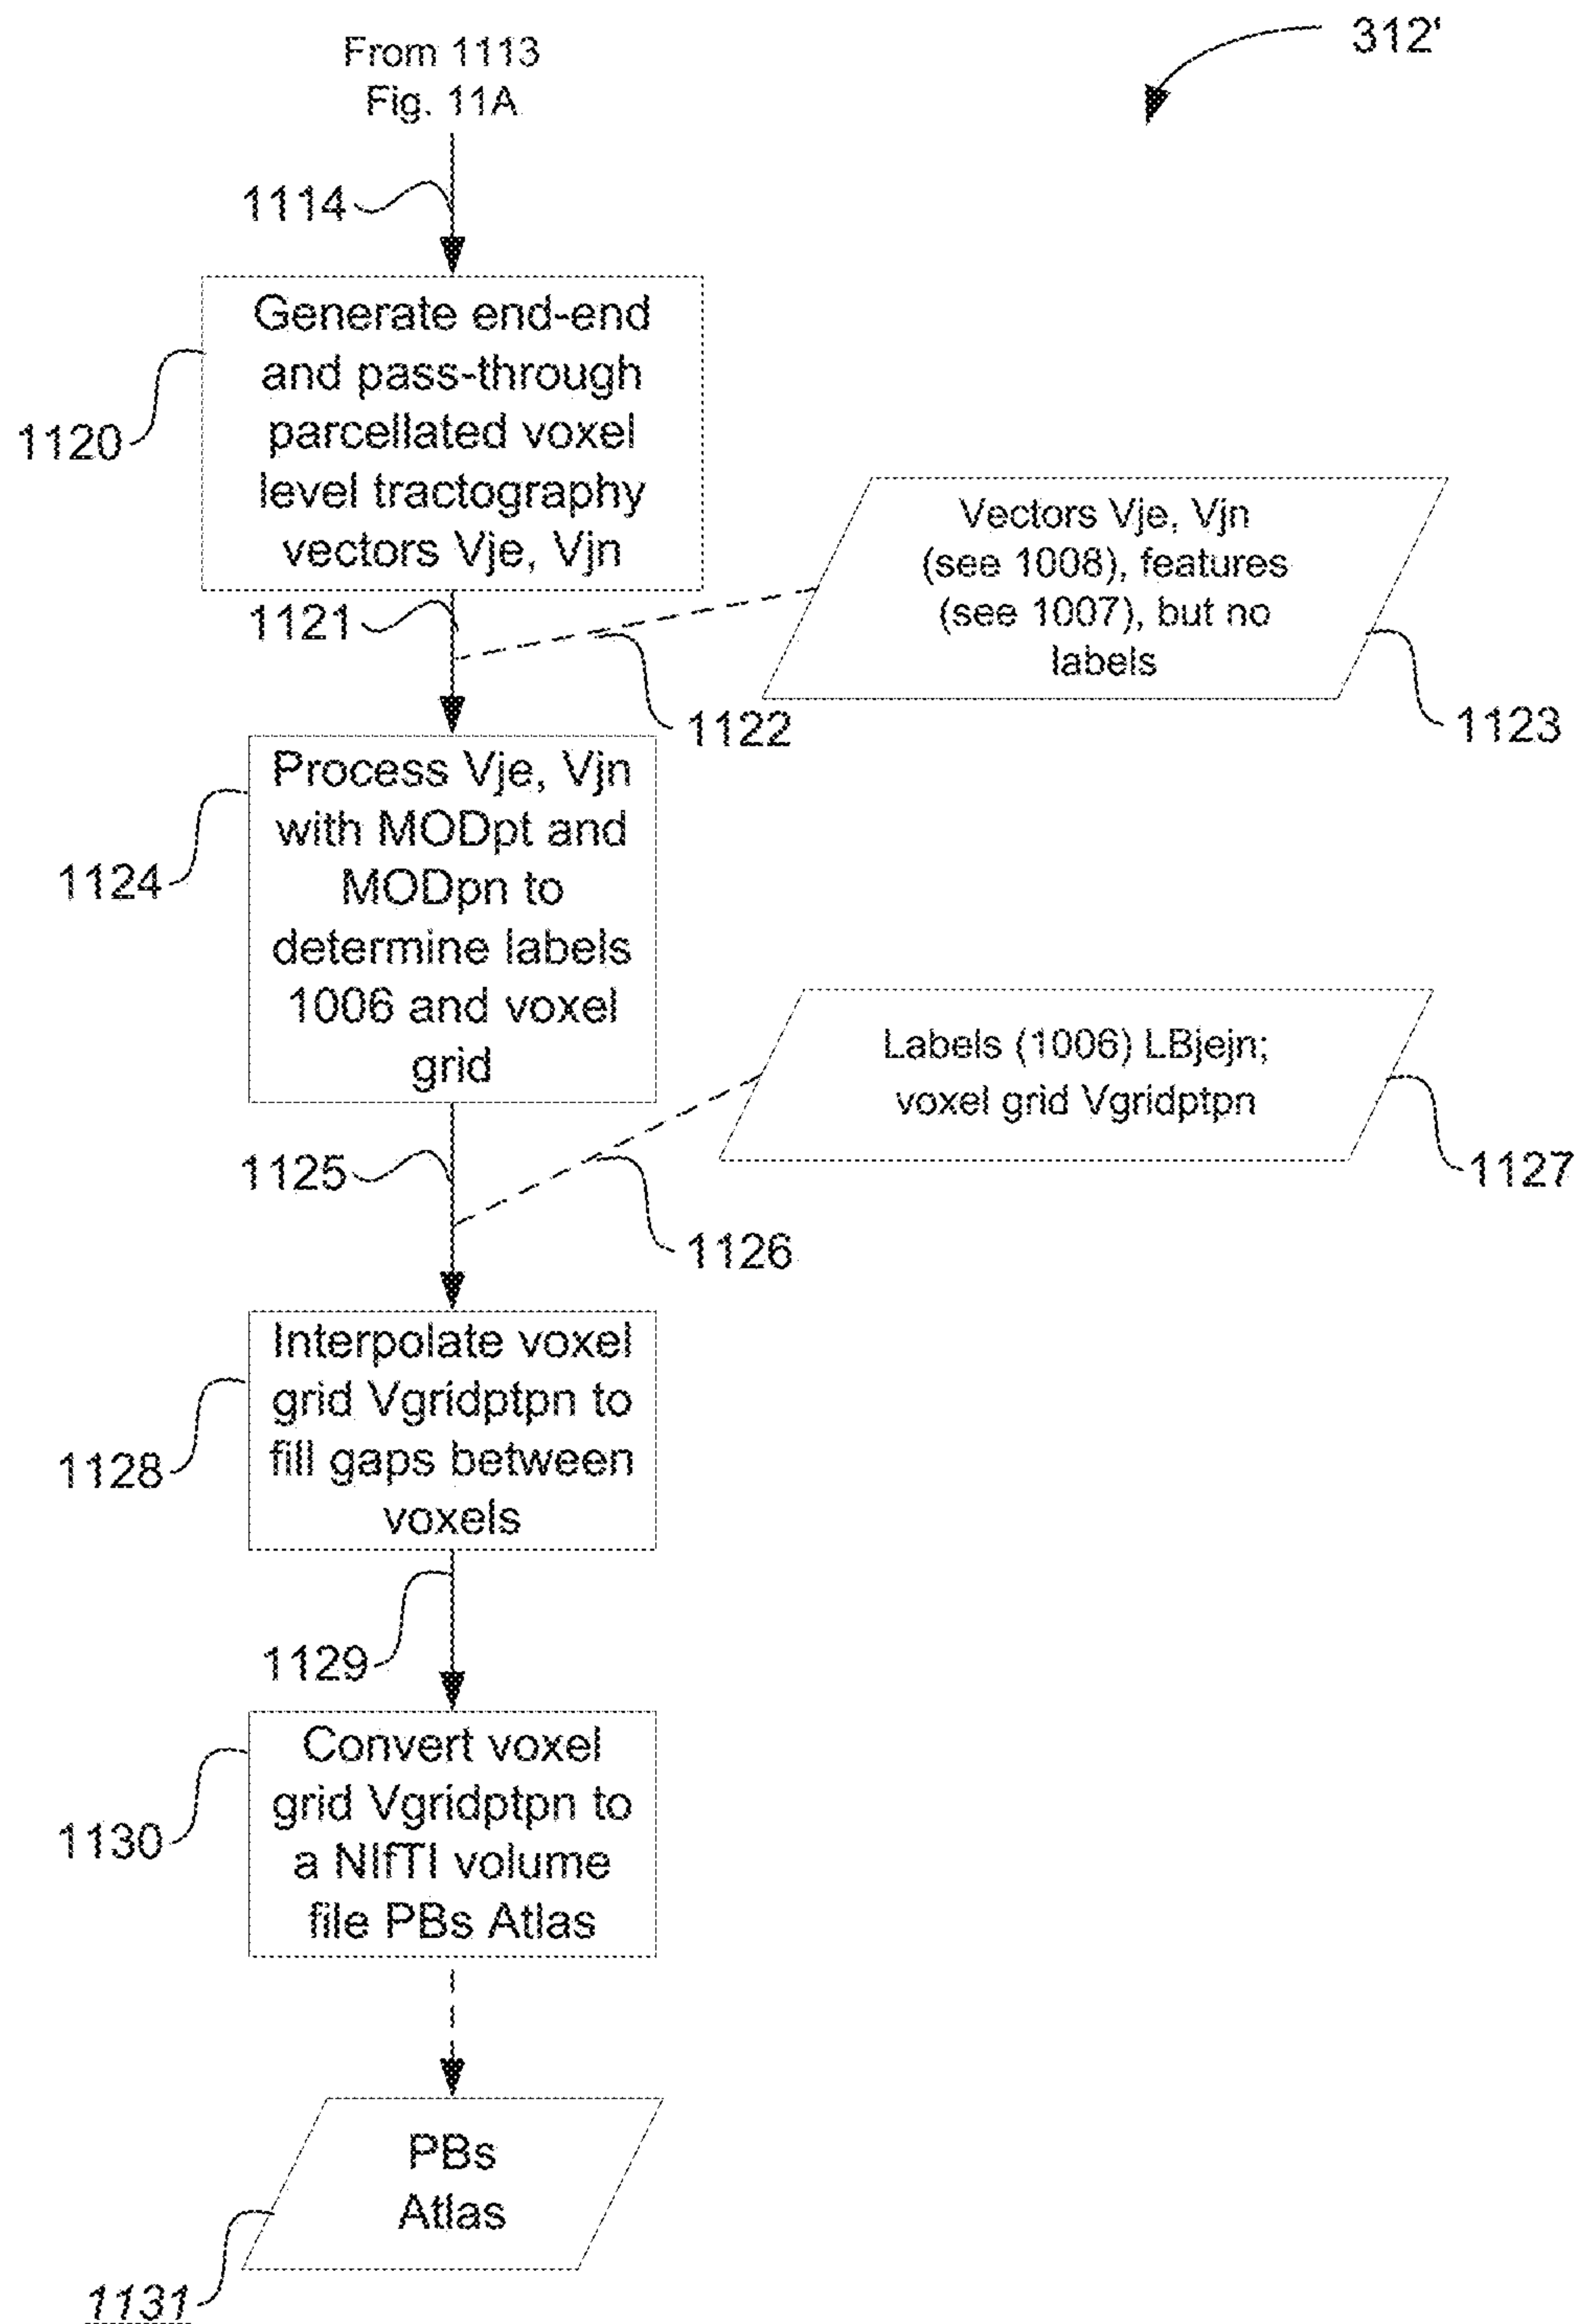 312'
From 1113
Fig. 11A
1114
Generate end-end
and pass-through
parcellated voxel
level tractography
vectors Vje, Vjn
1120
1121
1122
Vectors Vje, Vjn
(see 1008), features
(see 1007), but no
labels
1123
Process Vje, Vjn
with MODpt and
MODpn to
determine labels
1006 and voxel
grid
1124
1125
1126
Labels (1006) LBjejn;
voxel grid Vgridptpn
1127
Interpolate voxel
grid Vgridptpn to
fill gaps between
voxels
1128
1129
Convert voxel
grid Vgridptpn to
a NIfTI volume
file PBs Atlas
1130
PBs
Atlas
1131